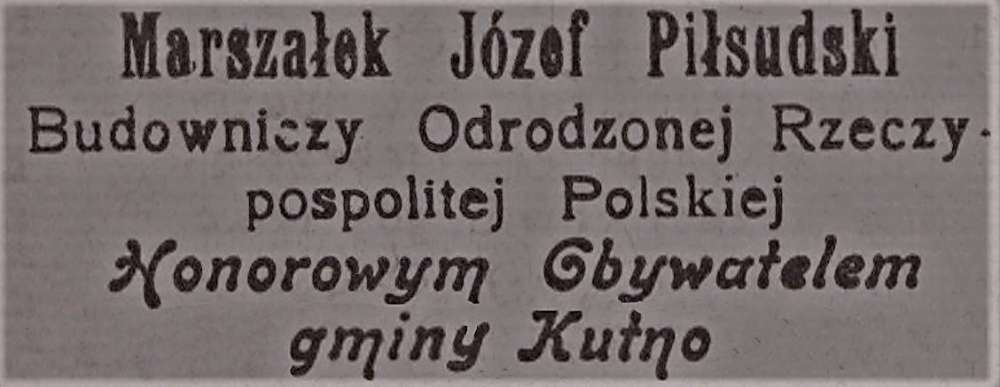 Marszałek Józef Piłsudski
Budowniczy Odrodzonej Rzeczy-
pospolitej Polskiej
Honorowym Obywatelem
gminy Kutno